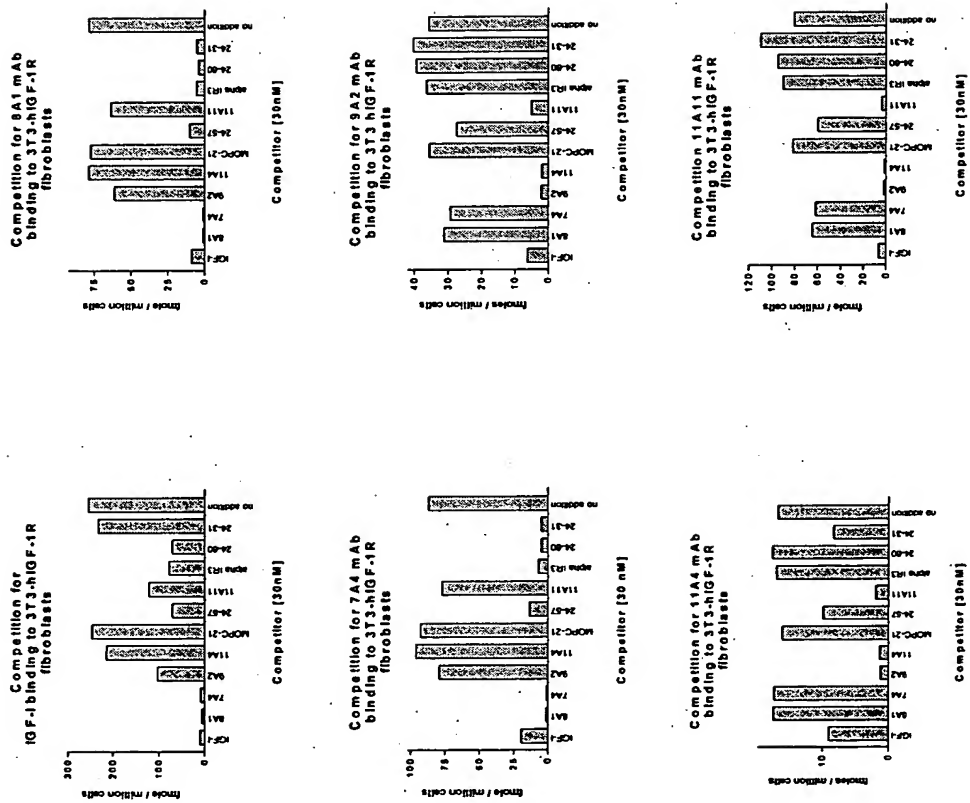 Competition for
IGF-I binding to 3T3-hIGF-1R
fibroblasts
fmole / million cells
300
200
100
0
IGF-I
8A1
7A4
9A2
11A4
MOPC-21
24-57
11A11
alpha IR3
24-60
24-31
no addition
Competitor [30nM]
Competition for 8A1 mAb
binding to 3T3-hIGF-1R
fibroblasts
fmole / million cells
75
50
25
0
IGF-I
8A1
7A4
9A2
11A4
MOPC-21
24-57
11A11
alpha IR3
24-60
24-31
no addition
Competitor [30nM]
Competition for 7A4 mAb
binding to 3T3-hIGF-1R
fibroblasts
fmole / million cells
100
75
50
25
0
IGF-I
8A1
7A4
9A2
11A4
MOPC-21
24-57
11A11
alpha IR3
24-60
24-31
no addition
Competitor [30 nM]
Competition for 9A2 mAb
binding to 3T3 hIGF-1R
fibroblasts
fmoles / million cells
40
30
20
10
0
IGF-I
8A1
7A4
9A2
11A4
MOPC-21
24-57
11A11
alpha IR3
24-60
24-31
no addition
Competitor [30nM]
Competition for 11A4 mAb
binding to 3T3-hIGF-1R
fibroblasts
fmoles / million cells
10
0
IGF-I
8A1
7A4
9A2
11A4
MOPC-21
24-57
11A11
alpha IR3
24-60
24-31
no addition
Competitor [30nM]
Competition 11A11 mAb
binding to 3T3-hIGF-1R
fibroblasts
fmole / million cells
120
100
80
60
40
20
0
IGF-I
8A1
7A4
9A2
11A4
MOPC-21
24-57
11A11
alpha IR3
24-60
24-31
no addition
Competitor [30nM]